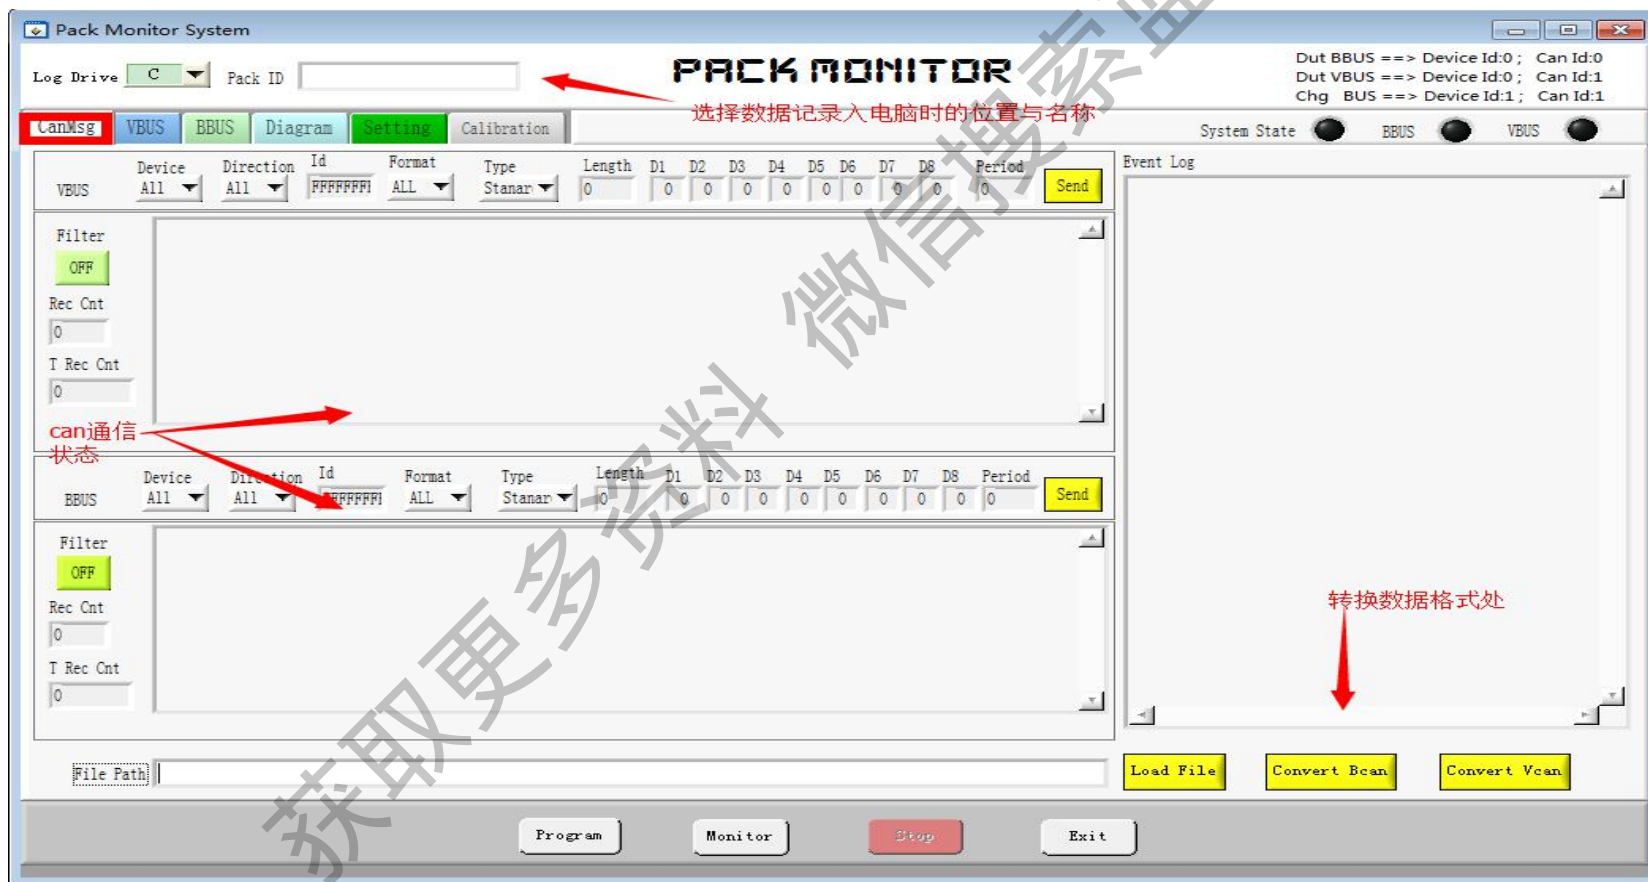 Pack Monitor System
Log Drive C Pack ID
PACK MONITOR
Dut BBUS ==> Device Id:0 ; Can Id:0
Dut VBUS ==> Device Id:0 ; Can Id:1
Chg BUS ==> Device Id:1 ; Can Id:1
选择数据记录入电脑时的位置与名称
CanMsg VBUS BBUS Diagram Setting Calibration
System State BBUS VBUS
Device Direction Id Format Type Length D1 D2 D3 D4 D5 D6 D7 D8 Period
VBUS All All FFFFFFFI ALL Stanar 0 0 0 0 0 0 0 0 0 0 Send
Event Log
Filter
OFF
Rec Cnt
0
T Rec Cnt
0
can通信
状态
Device Direction Id Format Type Length D1 D2 D3 D4 D5 D6 D7 D8 Period
BBUS All All FFFFFFFI ALL Stanar 0 0 0 0 0 0 0 0 0 0 Send
Filter
OFF
Rec Cnt
0
T Rec Cnt
0
转换数据格式处
File Path
Load File Convert Bcan Convert Vcan
Program Monitor Stop Exit
获取更多资料 微信搜索